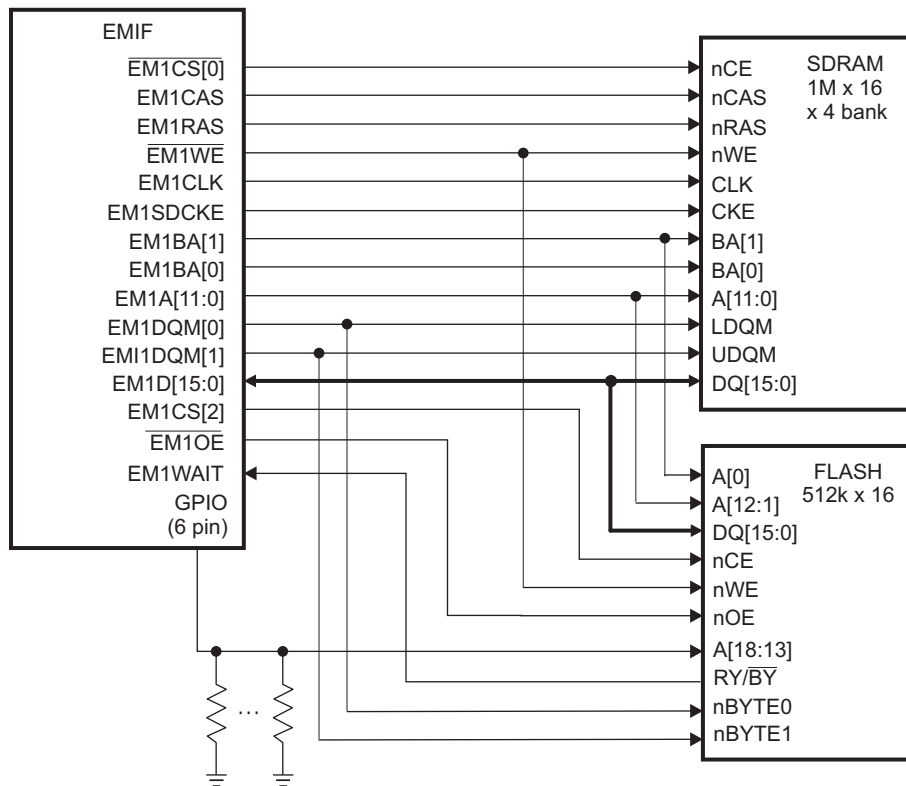 EMIF
EM1CS[0]
EM1CAS
EM1RAS
EM1WE
EM1CLK
EM1SDCKE
EM1BA[1]
EM1BA[0]
EM1A[11:0]
EM1DQM[0]
EMI1DQM[1]
EM1D[15:0]
EM1CS[2]
EM1OE
EM1WAIT
GPIO
(6 pin)
...
SDRAM
1M x 16
x 4 bank
nCE
nCAS
nRAS
nWE
CLK
CKE
BA[1]
BA[0]
A[11:0]
LDQM
UDQM
DQ[15:0]
FLASH
512k x 16
A[0]
A[12:1]
DQ[15:0]
nCE
nWE
nOE
A[18:13]
RY/BY
nBYTE0
nBYTE1